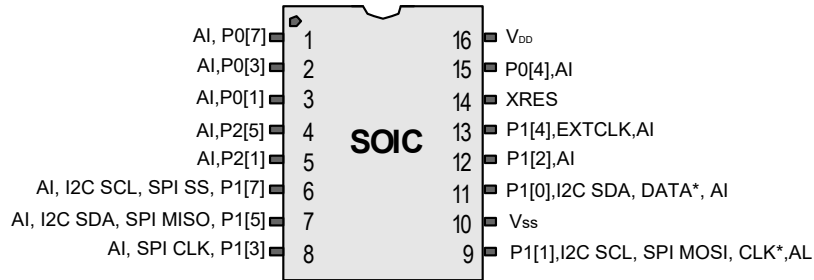 AI, P0[7] 1 16 VDD
AI,P0[3] 2 15 P0[4],AI
AI,P0[1] 3 14 XRES
AI,P2[5] 4 13 P1[4],EXTCLK,AI
SOIC
AI,P2[1] 5 12 P1[2],AI
AI, I2C SCL, SPI SS, P1[7] 6 11 P1[0],I2C SDA, DATA*, AI
AI, I2C SDA, SPI MISO, P1[5] 7 10 Vss
AI, SPI CLK, P1[3] 8 9 P1[1],I2C SCL, SPI MOSI, CLK*,AL